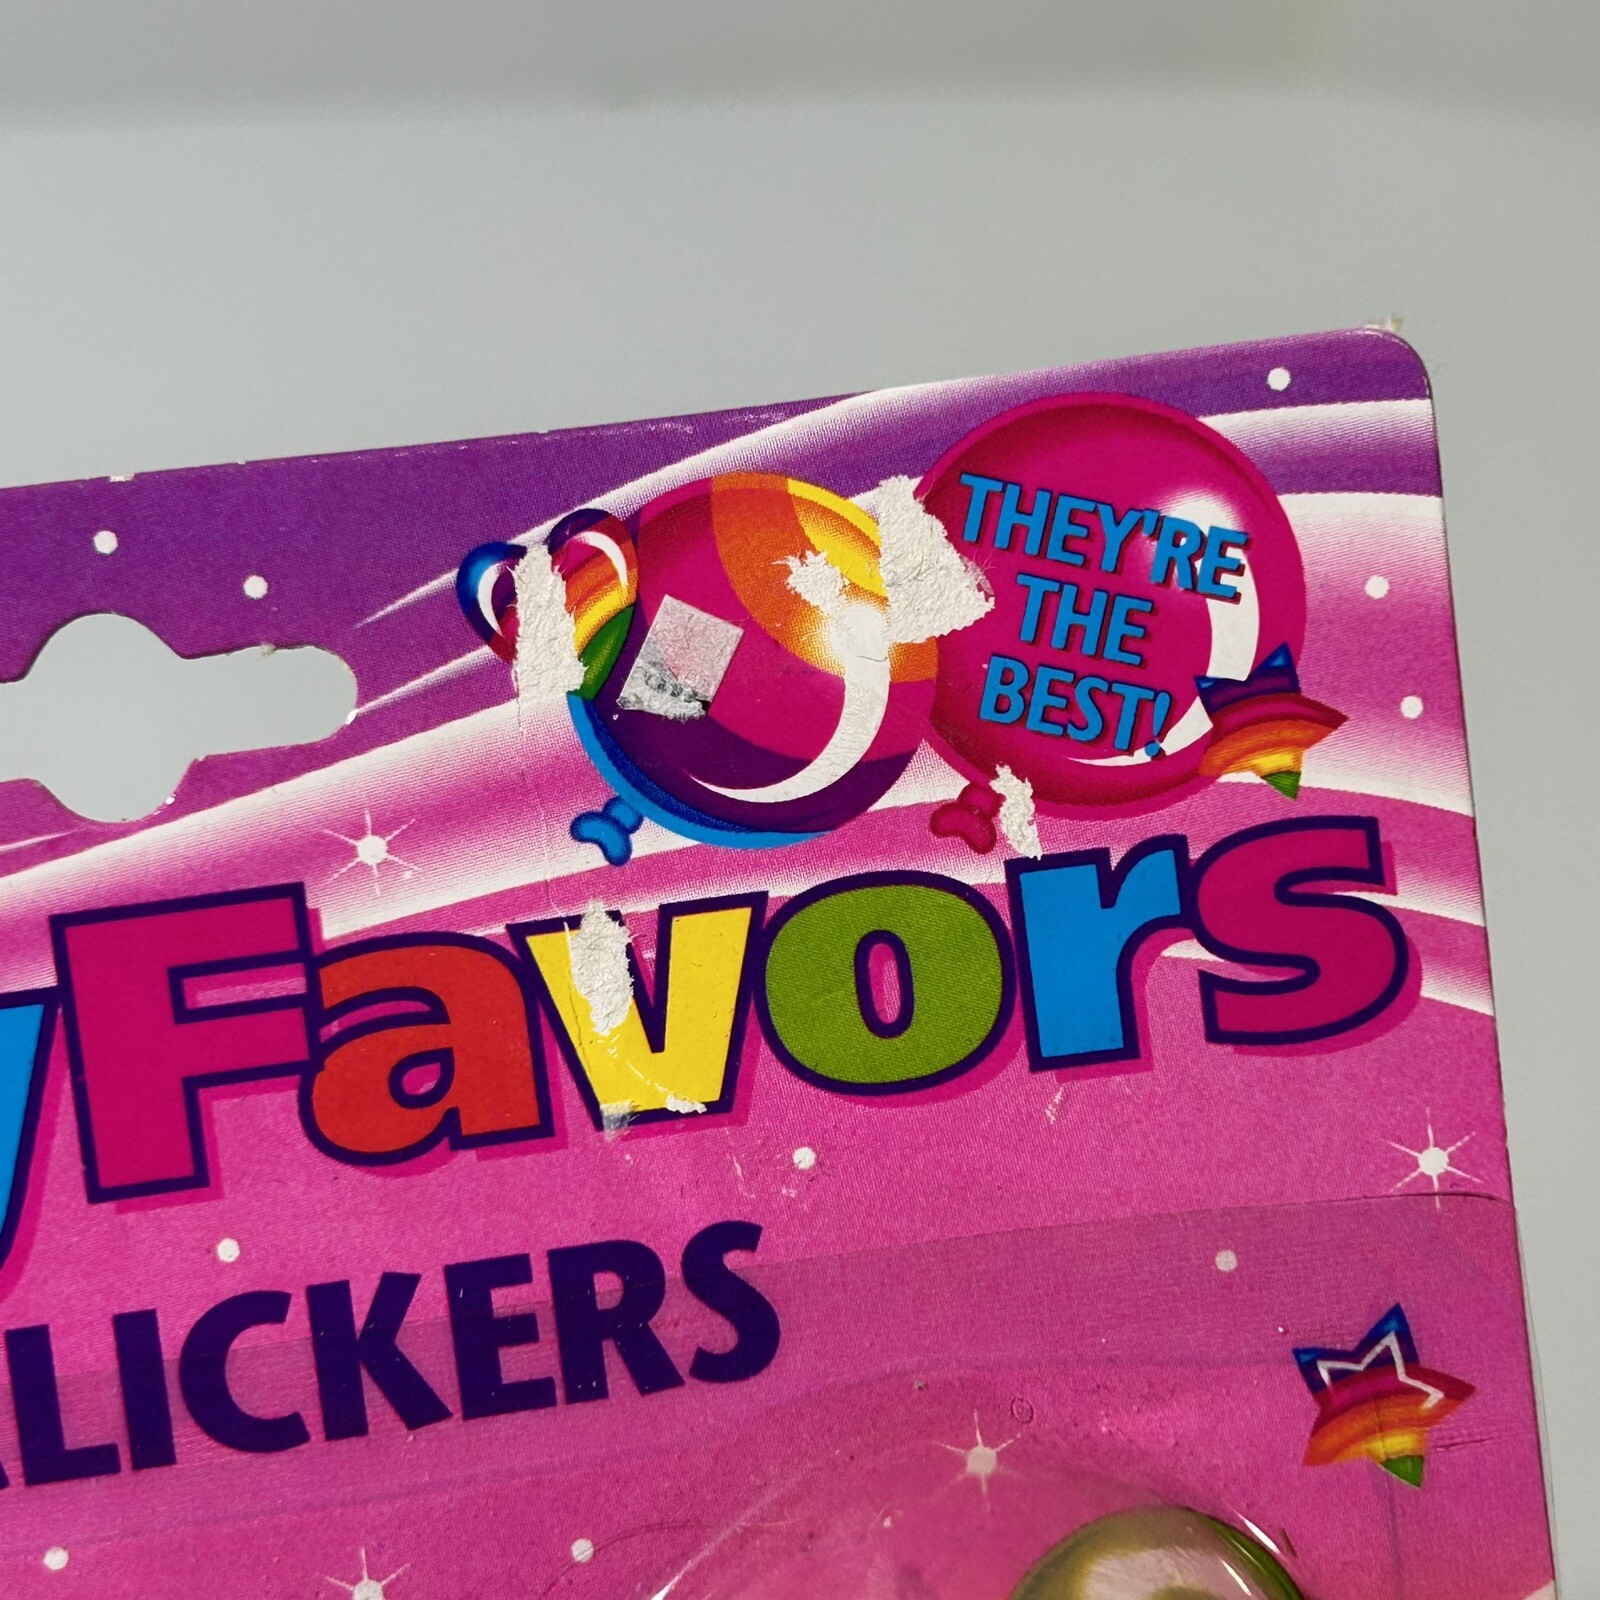 THEY'RE
THE
BEST!
y Favors
LICKERS